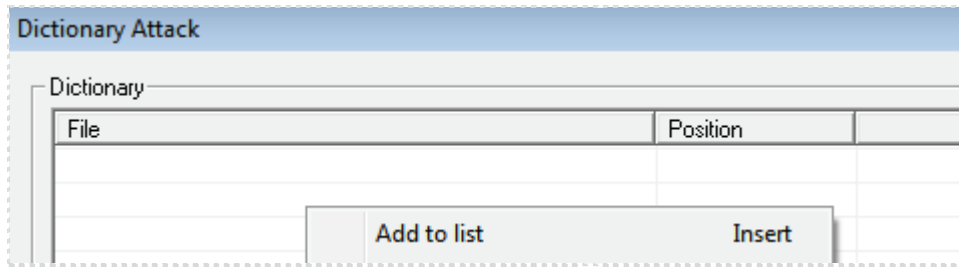 Dictionary Attack
Dictionary
File Position
Add to list Insert